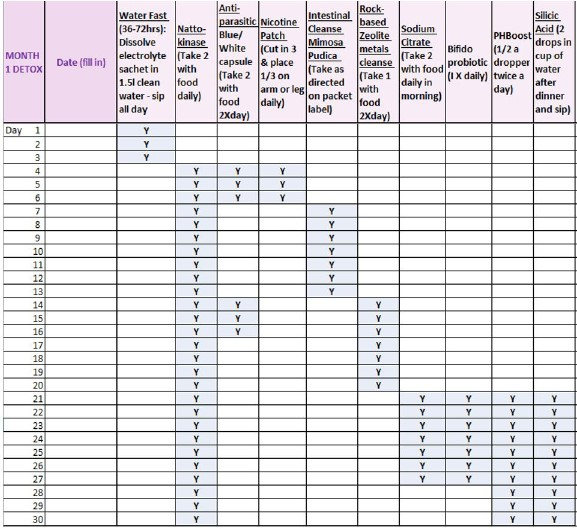 MONTH
1 DETOX
Date (fill in)
Water Fast
(36-72hrs):
Dissolve
electrolyte
sachet in
1.5l clean
water - sip
all day
Natto-
kinase
(Take 2
with
food
daily)
Anti-
parasitic
Blue/
White
capsule
(Take 2
with
food
2Xday)
Nicotine
Patch
(Cut in 3
& place
1/3 on
arm or leg
daily)
Intestinal
Cleanse
Mimosa
Pudica
(Take as
directed
on packet
label)
Rock-
based
Zeolite
metals
cleanse
(Take 1
with
food
2Xday)
Sodium
Citrate
(Take 2
with food
daily in
morning)
Bifido
probiotic
(I X daily)
PHBoost
(1/2 a
dropper
twice a
day)
Silicic
Acid (2
drops in
cup of
water
after
dinner
and sip)
Day 1 Y
2 Y
3 Y
4 Y Y Y
5 Y Y Y
6 Y Y Y
7 Y Y
8 Y Y
9 Y Y
10 Y Y
11 Y Y
12 Y Y
13 Y Y
14 Y Y Y
15 Y Y Y
16 Y Y Y
17 Y Y
18 Y Y
19 Y Y
20 Y Y
21 Y Y Y Y Y
22 Y Y Y Y Y
23 Y Y Y Y Y
24 Y Y Y Y Y
25 Y Y Y Y Y
26 Y Y Y Y Y
27 Y Y Y Y Y
28 Y Y Y
29 Y Y Y
30 Y Y Y